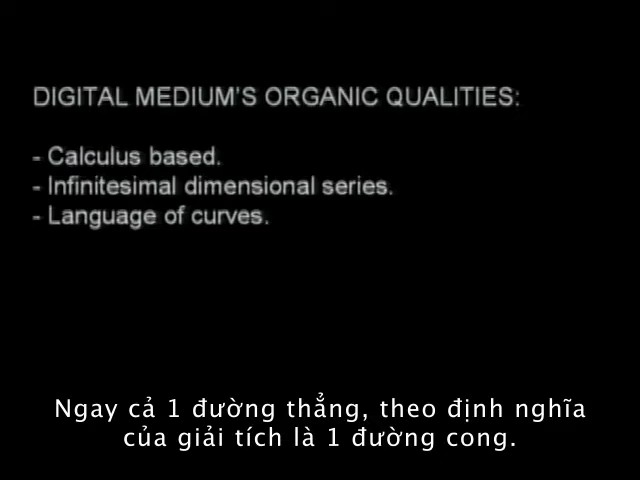 DIGITAL MEDIUM'S ORGANIC QUALITIES:
- Calculus based.
- Infinitesimal dimensional series.
- Language of curves.
Ngay cả 1 đường thẳng, theo định nghĩa
của giải tích là 1 đường cong.